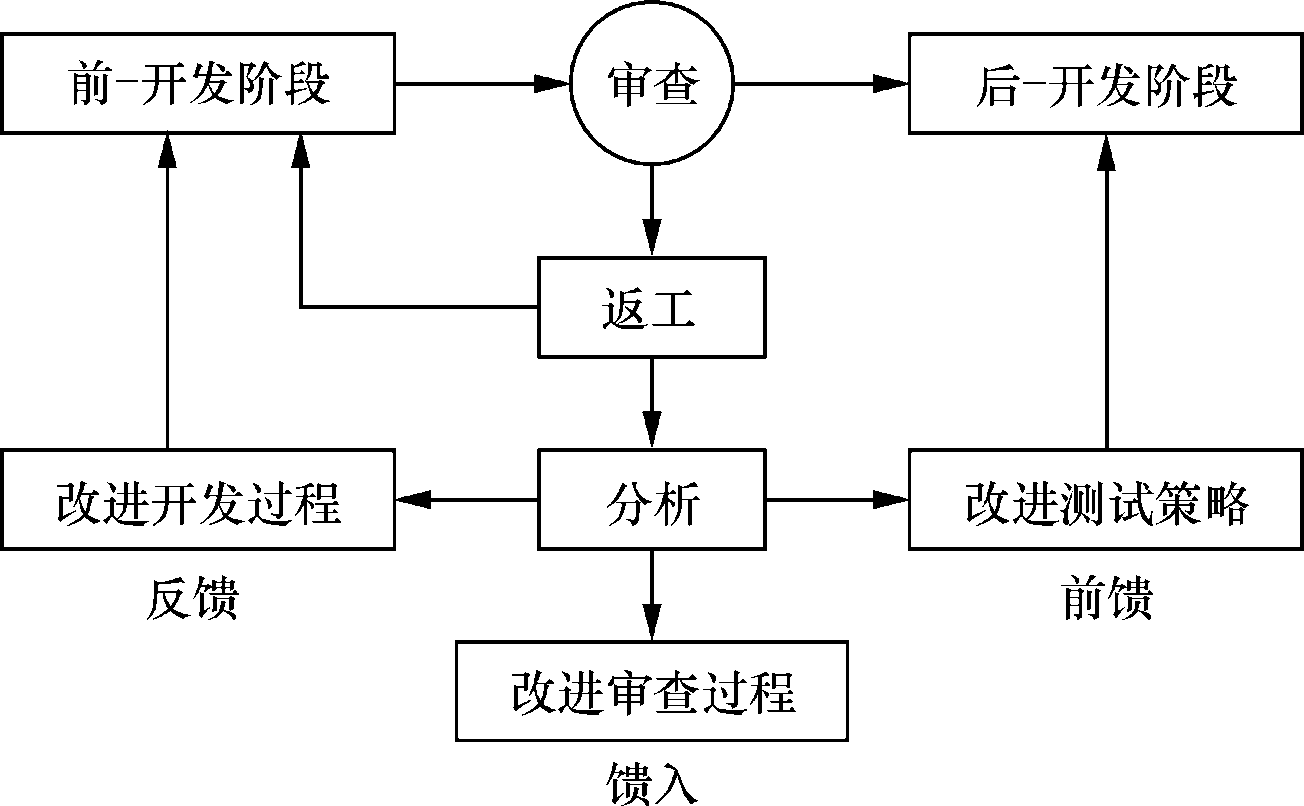 前-开发阶段
审查
后-开发阶段
返工
改进开发过程
分析
改进测试策略
反馈
前馈
改进审查过程
馈入